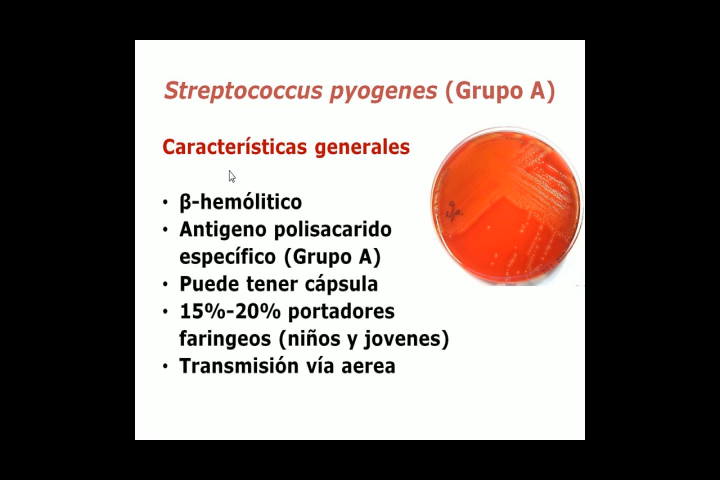 Streptococcus pyogenes (Grupo A)
Características generales
• β-hemólitico
• Antigeno polisacarido
específico (Grupo A)
• Puede tener cápsula
• 15%-20% portadores
faringeos (niños y jovenes)
• Transmisión vía aerea